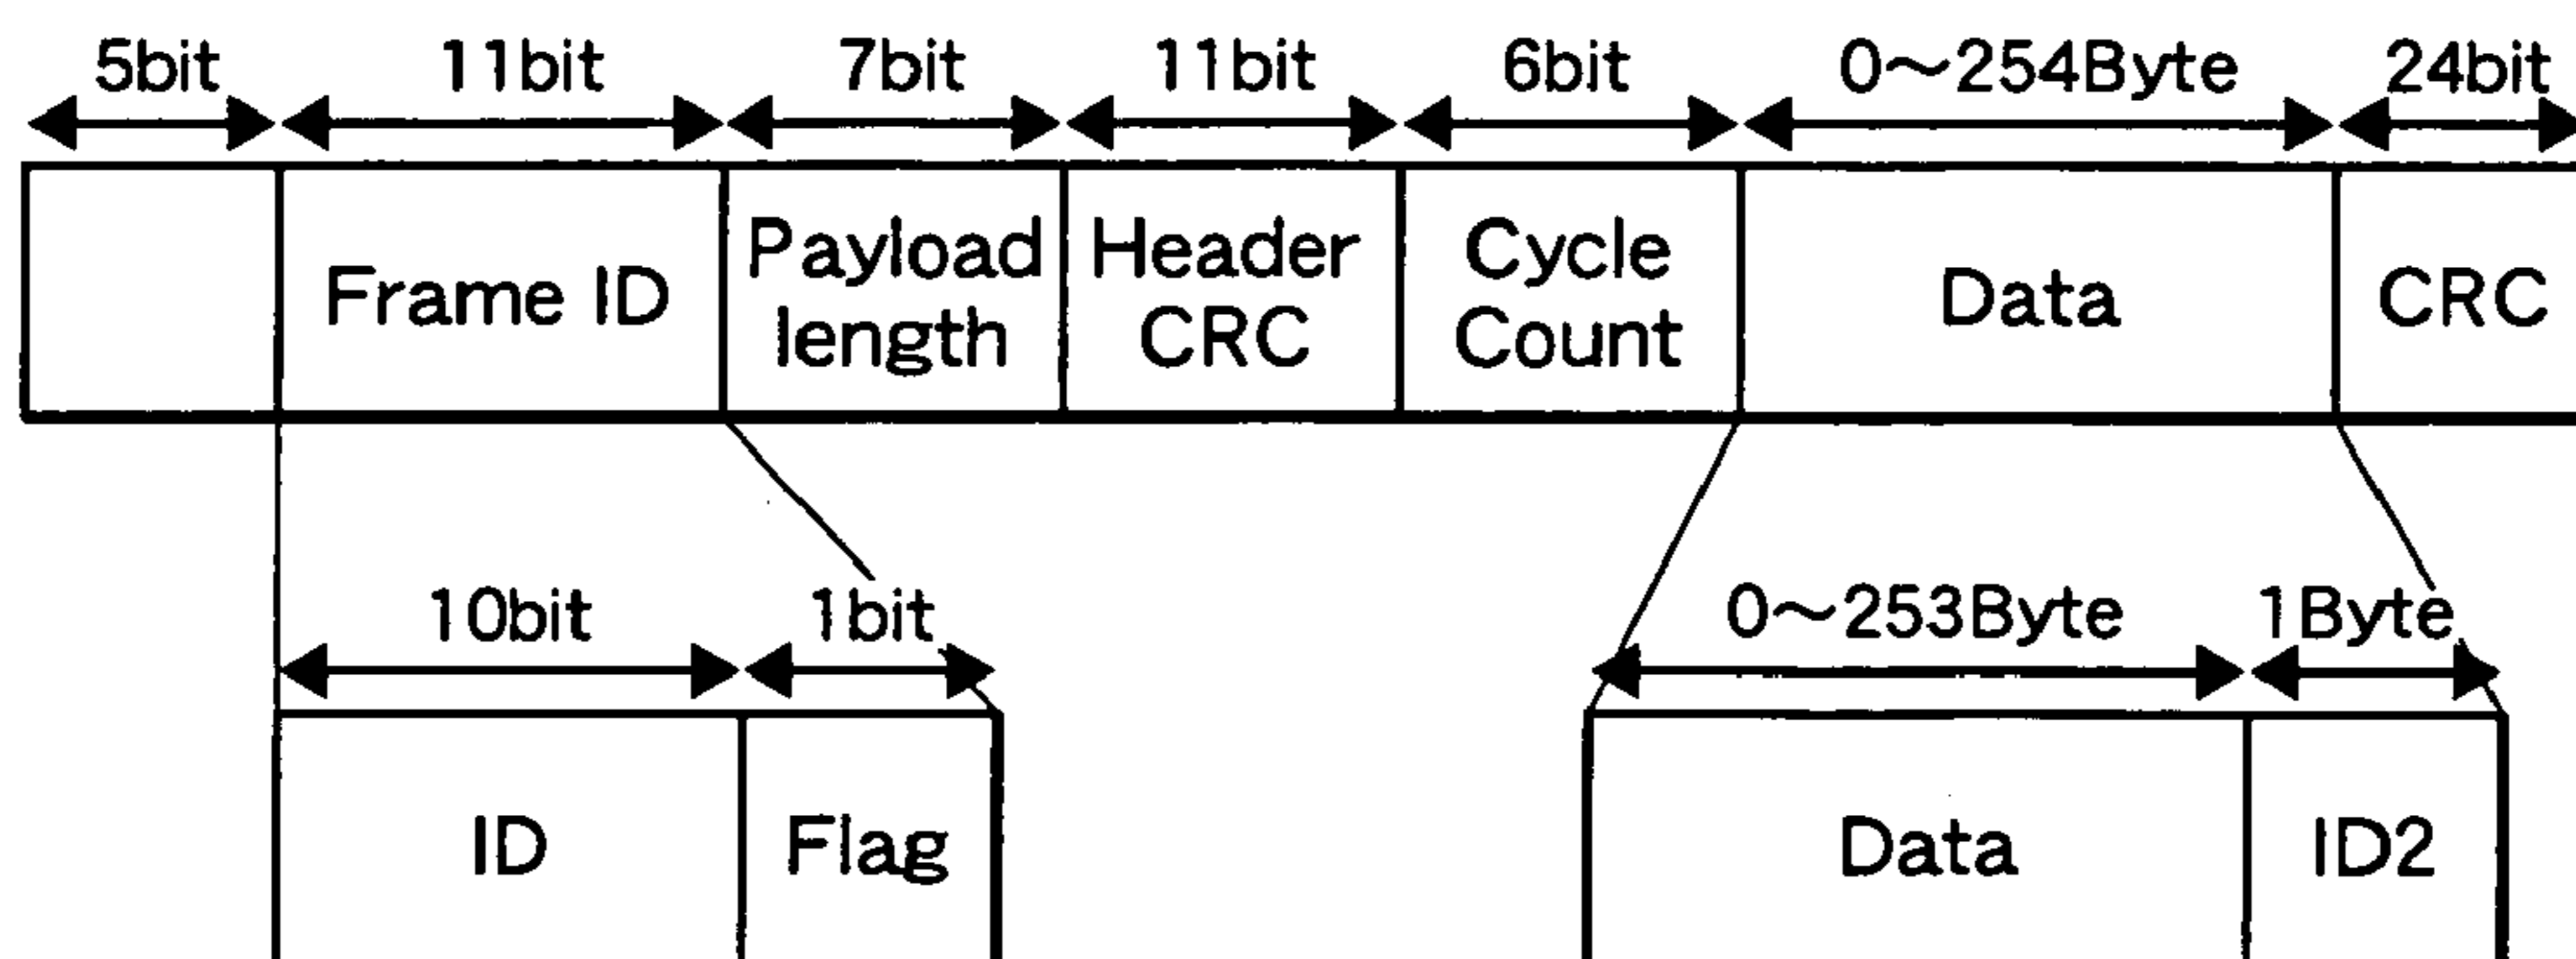 5bit 11bit 7bit 11bit 6bit 0～254Byte 24bit
Frame ID
Payload
length
Header
CRC
Cycle
Count
Data
CRC
10bit 1bit
0～253Byte 1Byte
ID
Flag
Data
ID2